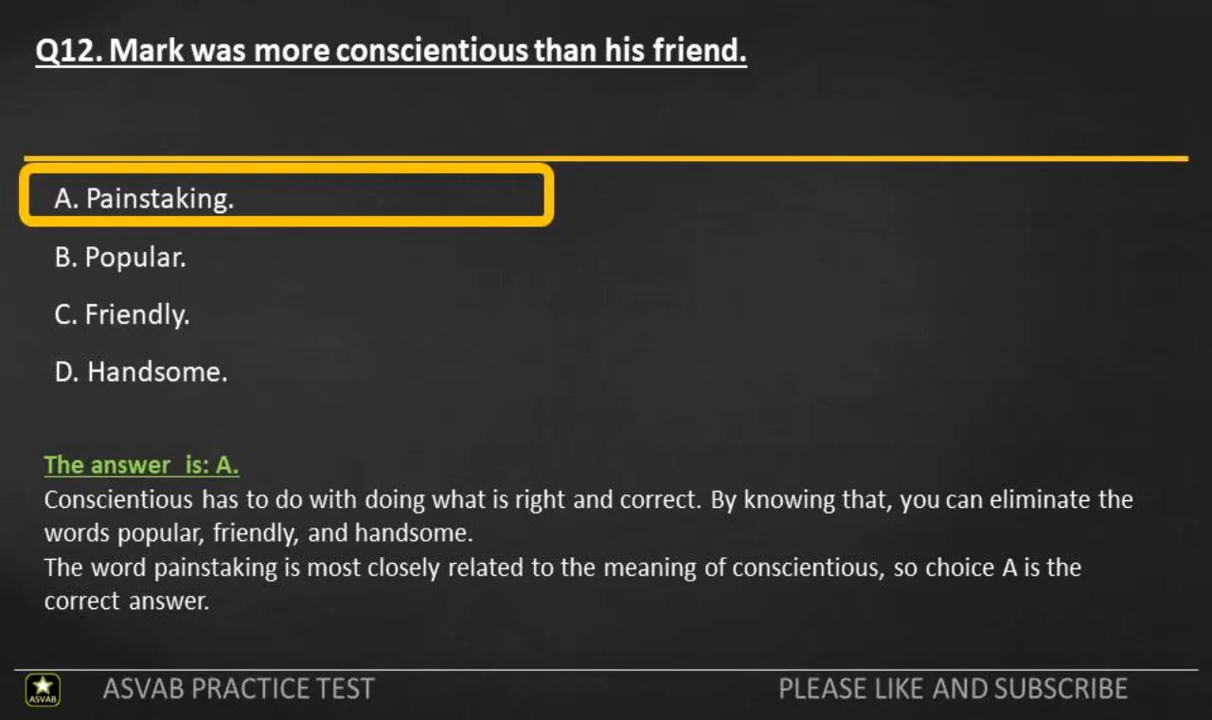 Q12. Mark was more conscientious than his friend.
A. Painstaking.
B. Popular.
C. Friendly.
D. Handsome.
The answer is: A.
Conscientious has to do with doing what is right and correct. By knowing that, you can eliminate the
words popular, friendly, and handsome.
The word painstaking is most closely related to the meaning of conscientious, so choice A is the
correct answer.
ASVAB
ASVAB PRACTICE TEST
PLEASE LIKE AND SUBSCRIBE